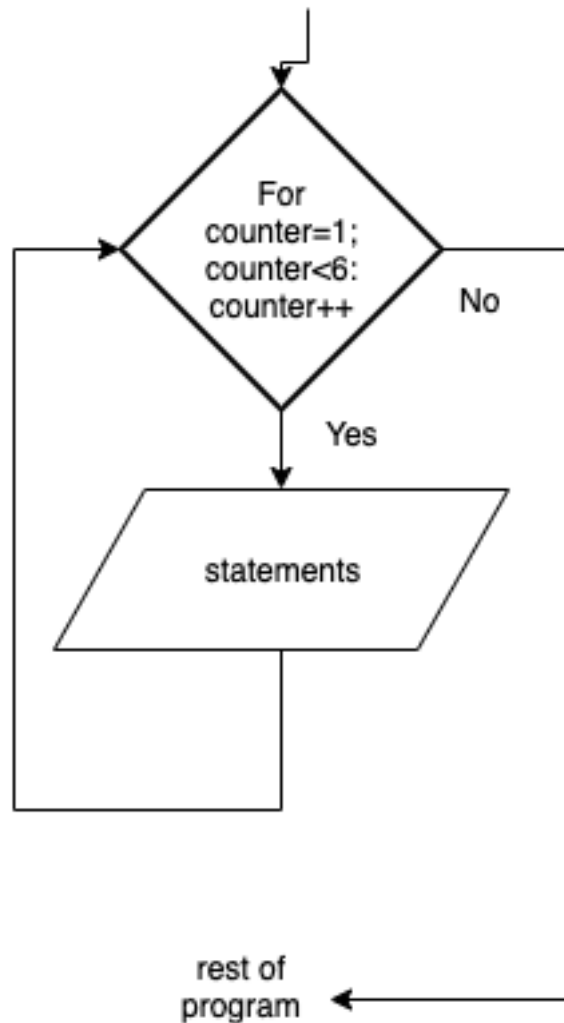 For
counter=1;
counter<6:
counter++
No
Yes
statements
rest of
program